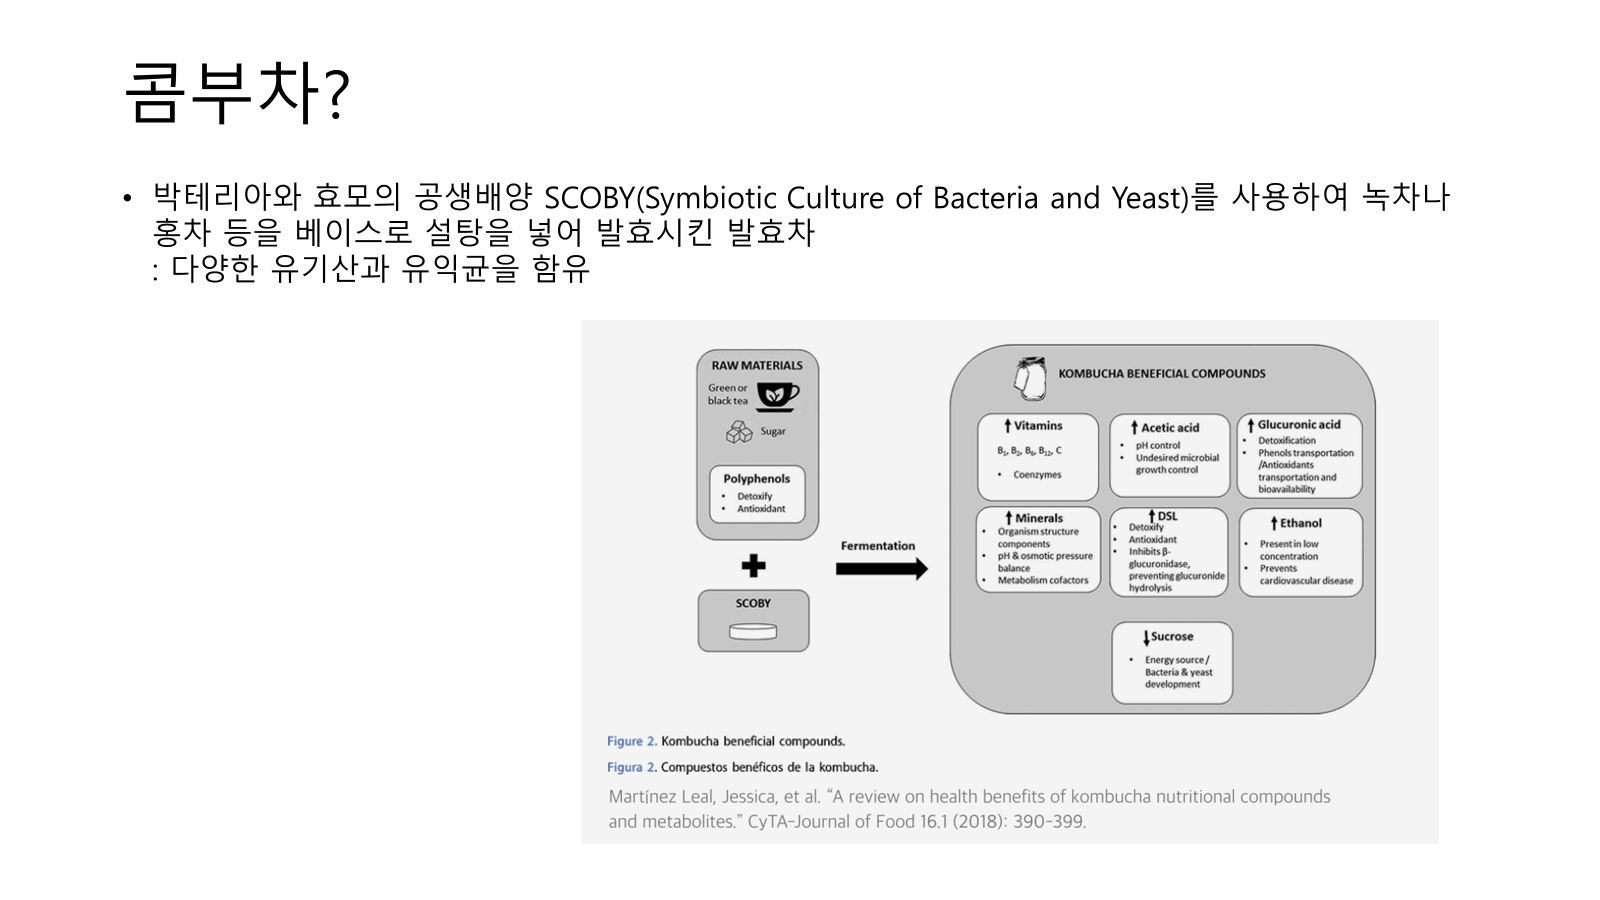 콤부차?
• 박테리아와 효모의 공생배양 SCOBY(Symbiotic Culture of Bacteria and Yeast)를 사용하여 녹차나
홍차 등을 베이스로 설탕을 넣어 발효시킨 발효차
: 다양한 유기산과 유익균을 함유
RAW MATERIALS
Green or
black tea
Sugar
Polyphenols
• Detoxify
• Antioxidant
SCOBY
Fermentation
KOMBUCHA BENEFICIAL COMPOUNDS
Vitamins
B1, B2, B6, B12, C
• Coenzymes
Acetic acid
• pH control
• Undesired microbial
growth control
Glucuronic acid
• Detoxification
• Phenols transportation
/Antioxidants
transportation and
bioavailability
Minerals
• Organism structure
components
• pH & osmotic pressure
balance
• Metabolism cofactors
DSL
• Detoxify
• Antioxidant
• Inhibits β-
glucuronidase,
preventing glucuronide
hydrolysis
Ethanol
• Present in low
concentration
• Prevents
cardiovascular disease
Sucrose
• Energy source /
Bacteria & yeast
development
Figure 2. Kombucha beneficial compounds.
Figura 2. Compuestos benéficos de la kombucha.
Martínez Leal, Jessica, et al. “A review on health benefits of kombucha nutritional compounds
and metabolites.” CyTA-Journal of Food 16.1 (2018): 390-399.